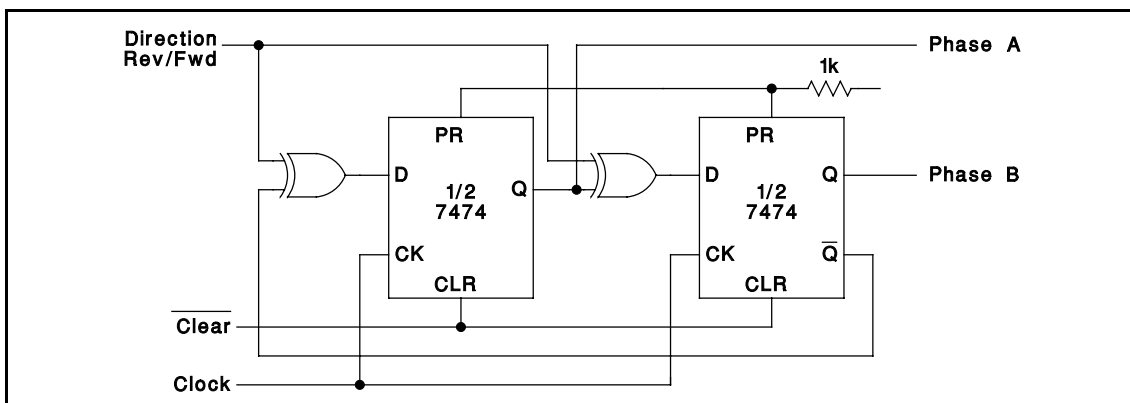 Direction
Rev/Fwd
Phase A
1k
PR
PR
D
Q
1/2
7474
D
Q
1/2
7474
Phase B
CK
CK
Q̅
CLR
CLR
C̅l̅e̅a̅r̅
Clock